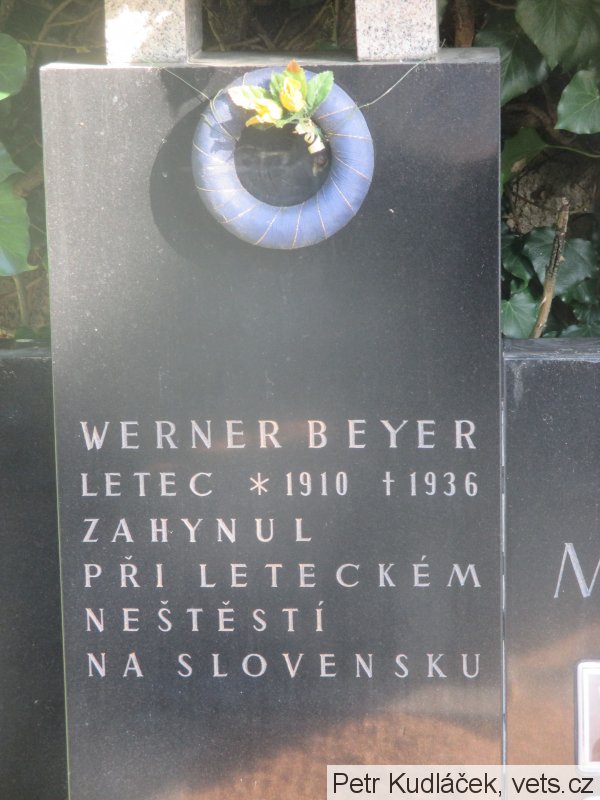 WERNER BEYER
LETEC * 1910 † 1936
ZAHYNUL
PŘI LETECKÉM
NEŠTĚSTÍ
NA SLOVENSKU
M
Petr Kudláček, vets.cz